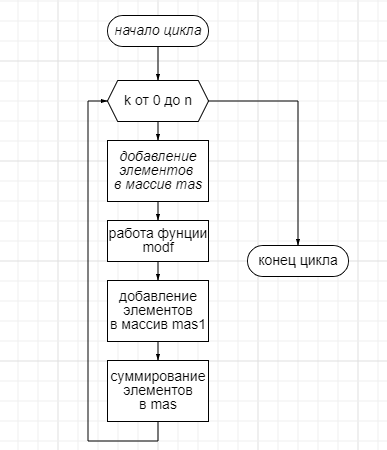 начало цикла
k от 0 до n
добавление
элементов
в массив mas
работа фунции
modf
конец цикла
добавление
элементов
в массив mas1
суммирование
элементов
в mas